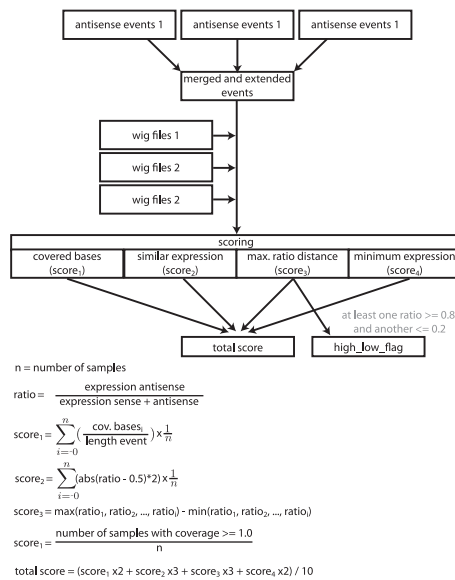 antisense events 1 antisense events 1 antisense events 1
merged and extended
events
wig files 1
wig files 2
wig files 2
scoring
covered bases
(score₁)
similar expression
(score₂)
max. ratio distance
(score₃)
minimum expression
(score₄)
at least one ratio >= 0.8
and another <= 0.2
total score
high_low_flag
n = number of samples
ratio = expression antisense / expression sense + antisense
score₁ = ∑_{i=0}^{n} (cov. basesᵢ / length event) x 1/n
score₂ = ∑_{i=0}^{n} (abs(ratio - 0.5)*2) x 1/n
score₃ = max(ratio₁, ratio₂, ..., ratioᵢ) - min(ratio₁, ratio₂, ..., ratioᵢ)
score₁ = number of samples with coverage >= 1.0 / n
total score = (score₁ x2 + score₂ x3 + score₃ x3 + score₄ x2) / 10